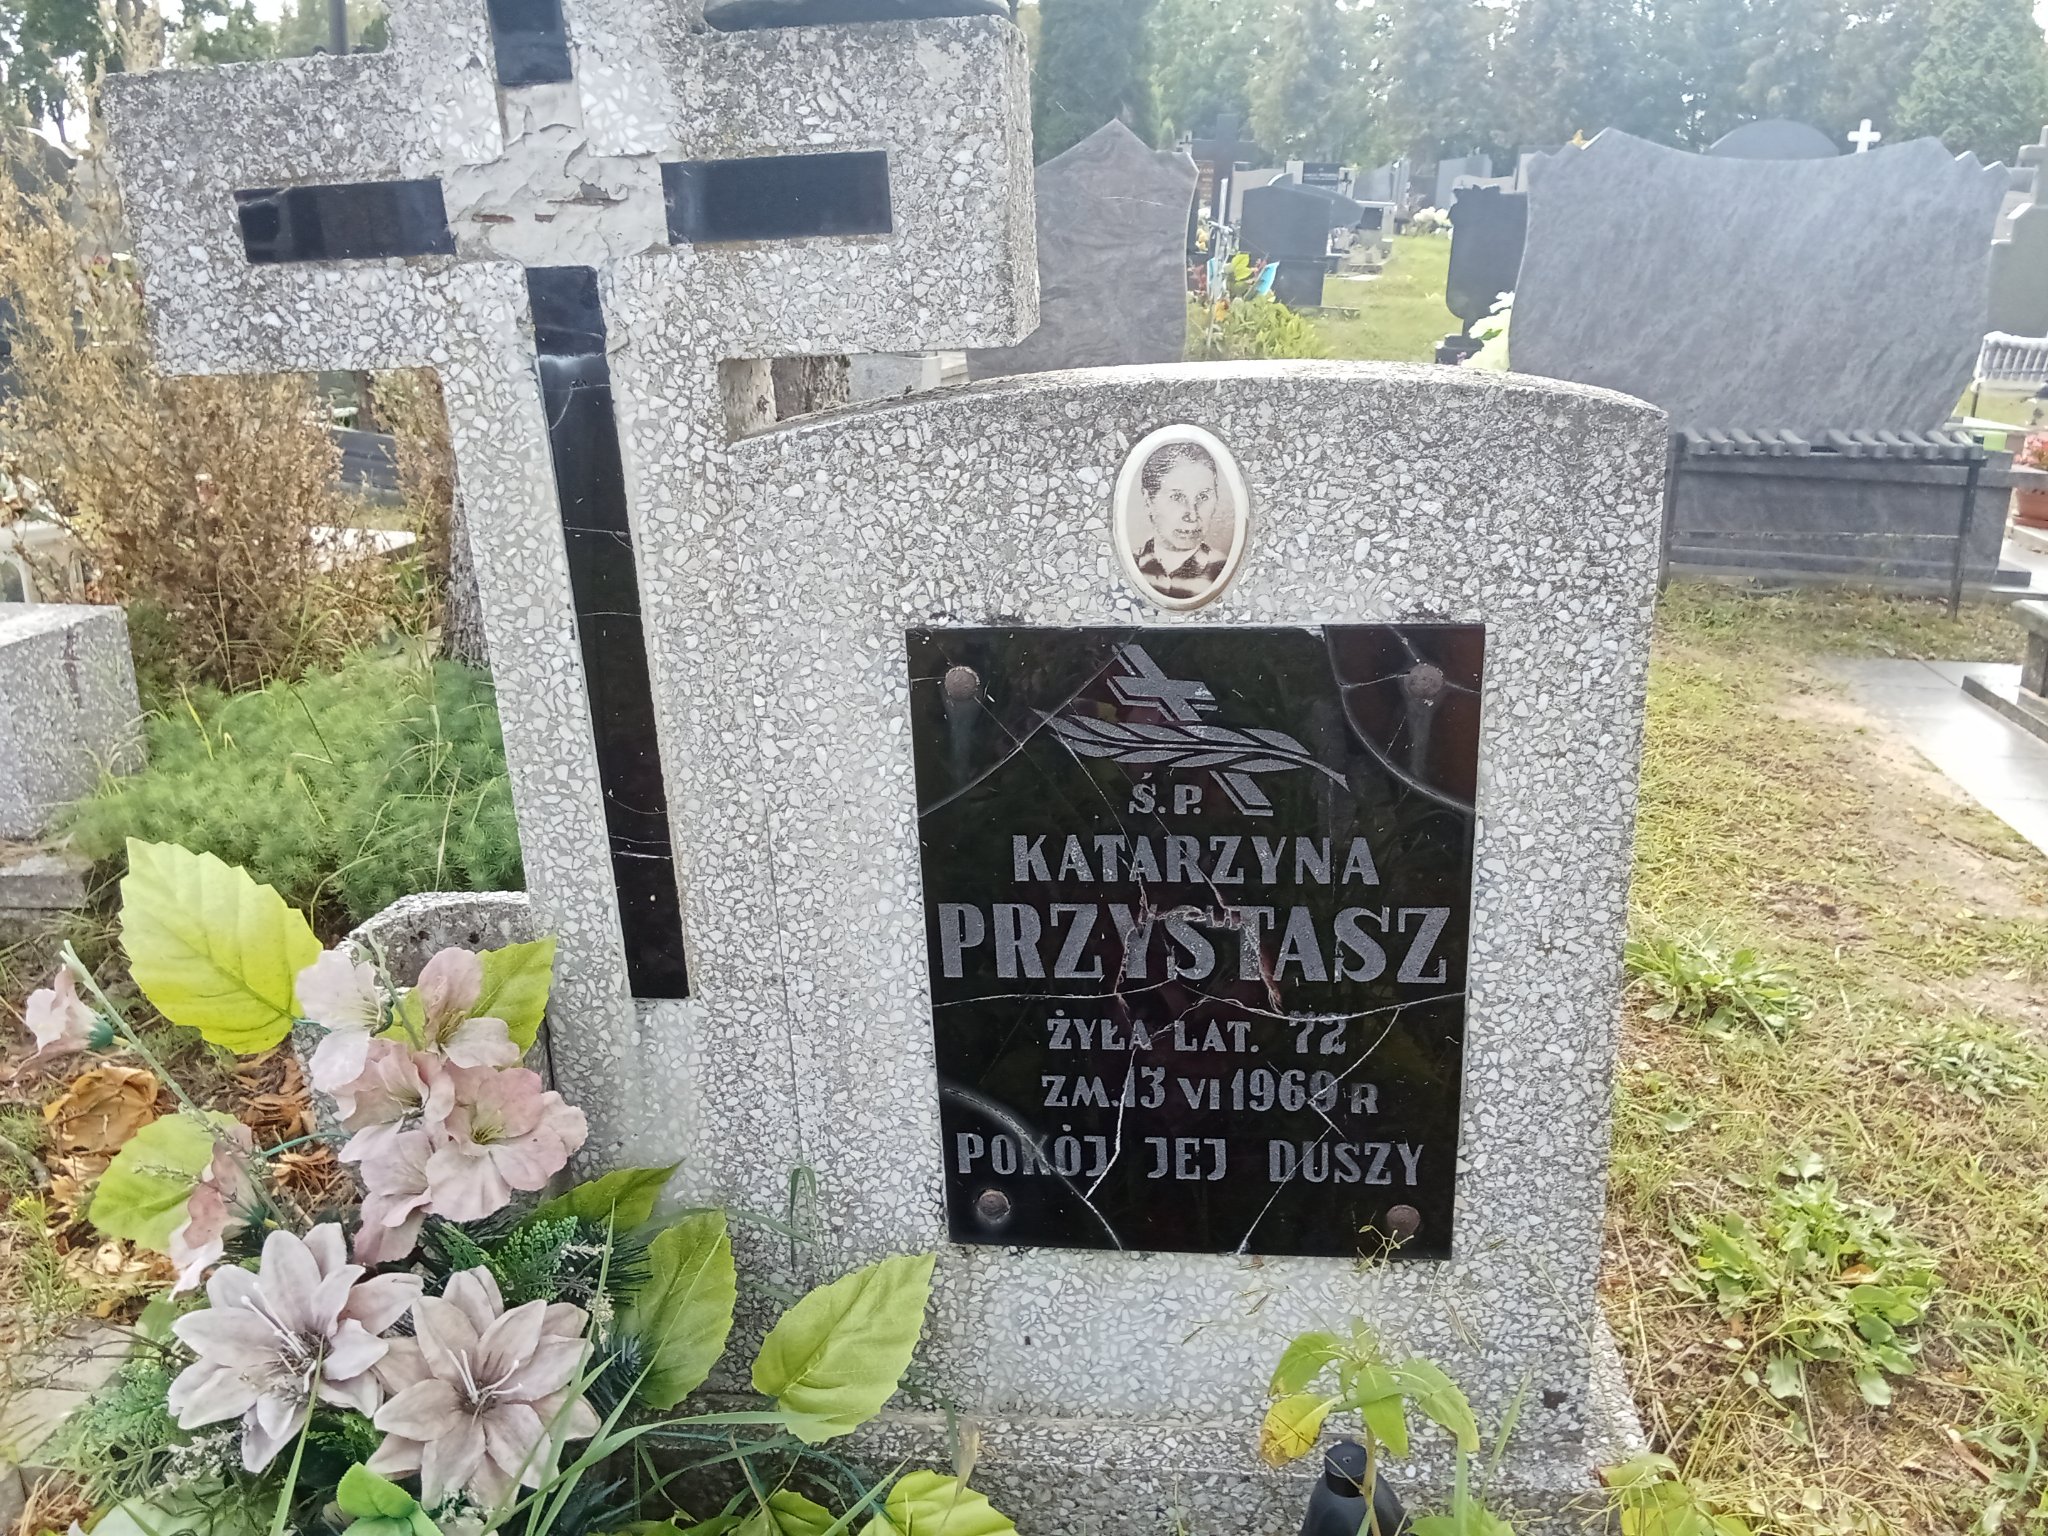 Ś.P.
KATARZYNA
PRZYSTASZ
ŻYŁA LAT. 72
ZM. 13 VI 1969 R
POKÓJ JEJ DUSZY